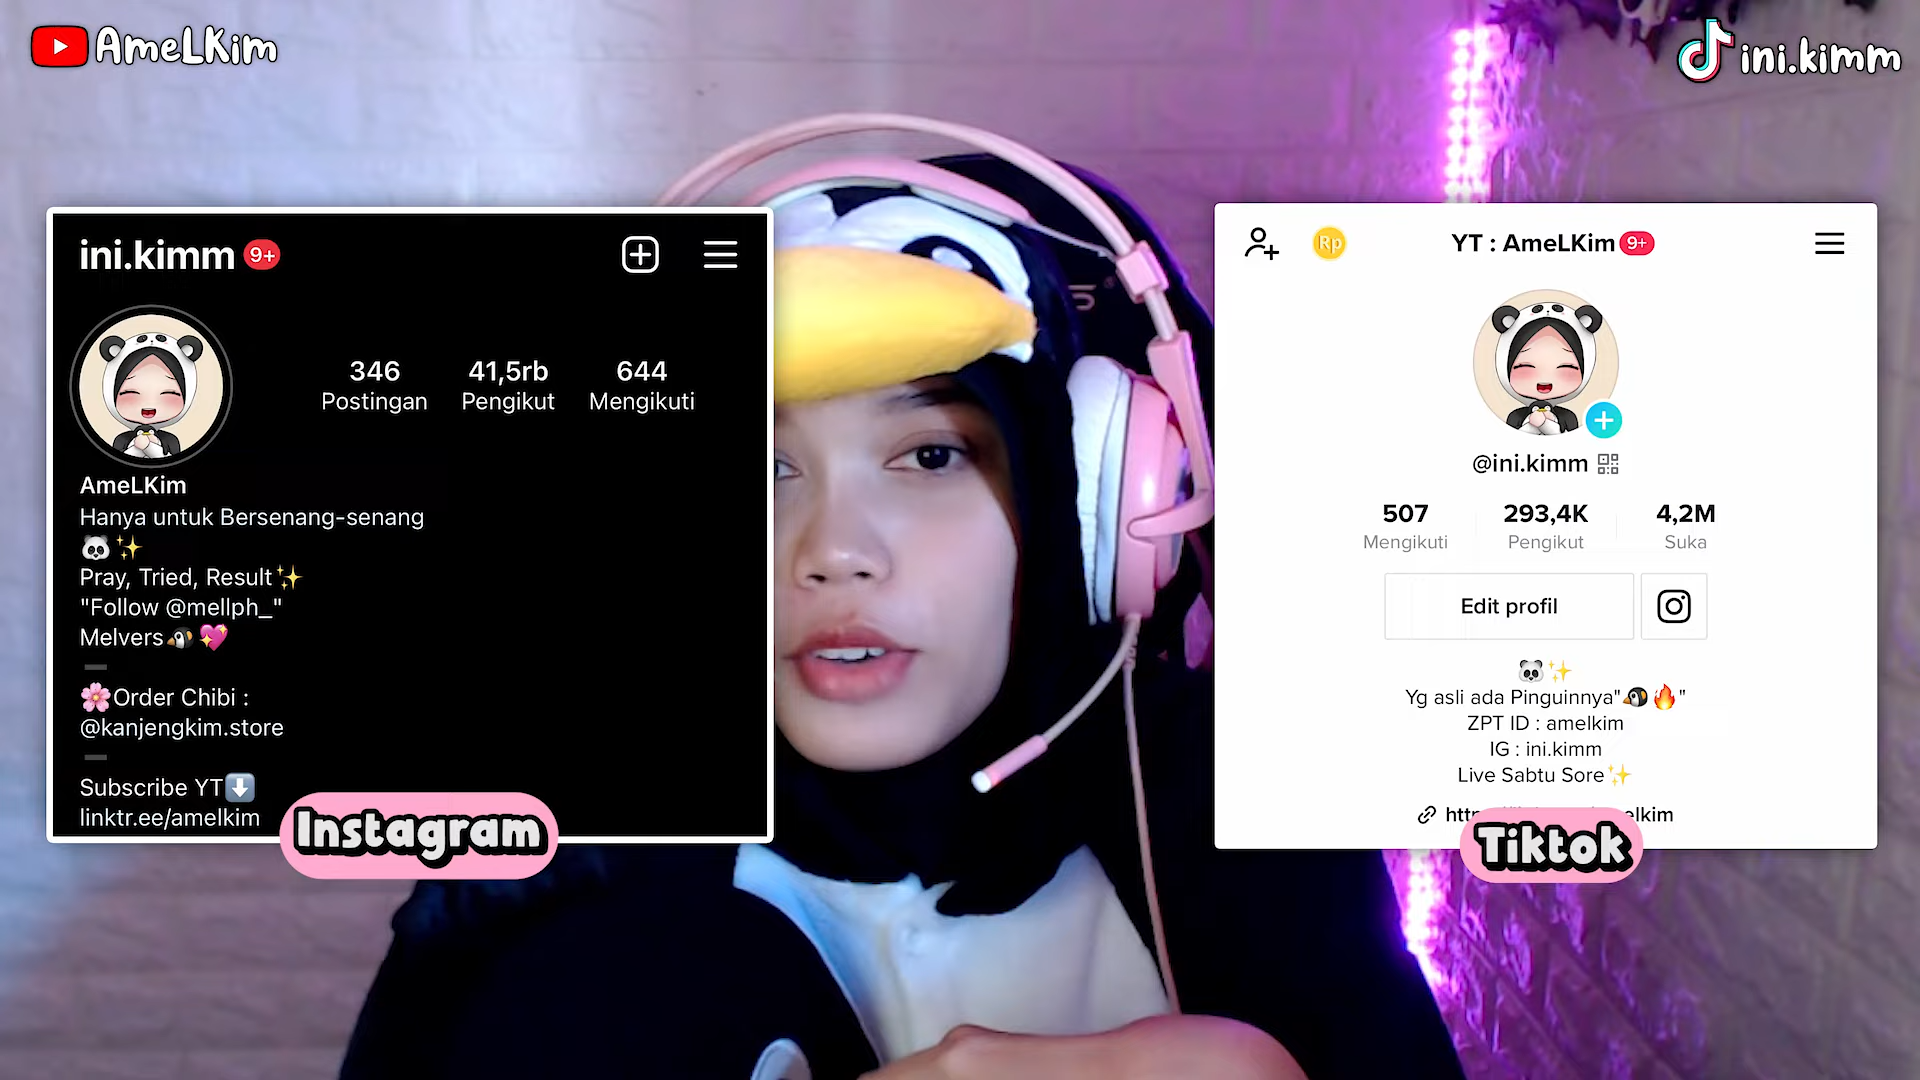 AmeLKim
ini.kimm
ini.kimm 9+
346 41,5rb 644
Postingan Pengikut Mengikuti
AmeLKim
Hanya untuk Bersenang-senang
🐼✨
Pray, Tried, Result✨
"Follow @mellph_"
Melvers🐧💖
➖
🌸Order Chibi :
@kanjengkim.store
➖
Subscribe YT⬇️
linktr.ee/amelkim
Instagram
Rp YT : AmeLKim 9+
@ini.kimm
507 293,4K 4,2M
Mengikuti Pengikut Suka
Edit profil
🐼✨
Yg asli ada Pinguinnya"🐧🔥"
ZPT ID : amelkim
IG : ini.kimm
Live Sabtu Sore✨
Tiktok